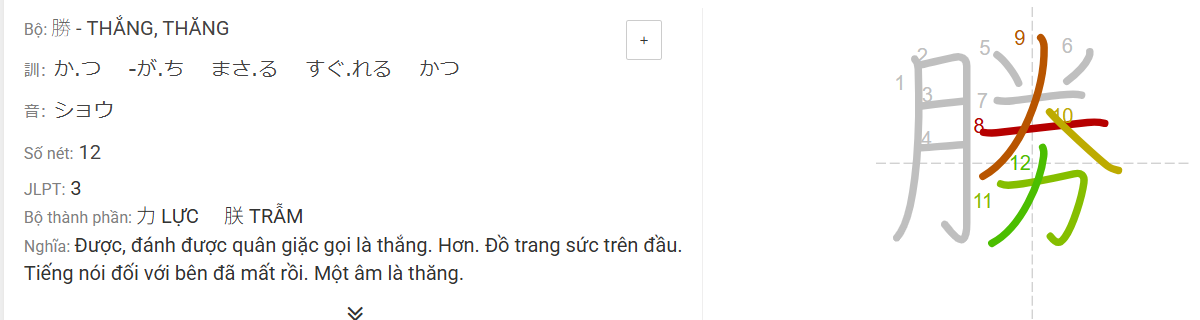 Bộ: 勝 - THẮNG, THĂNG
+
訓: か.つ -が.ち まさ.る すぐ.れる かつ
音: ショウ
Số nét: 12
JLPT: 3
Bộ thành phần: 力 LỰC 朕 TRẪM
Nghĩa: Được, đánh được quân giặc gọi là thắng. Hơn. Đồ trang sức trên đầu.
Tiếng nói đối với bên đã mất rồi. Một âm là thăng.
勝
1
2
3
4
5
6
7
8
9
10
11
12